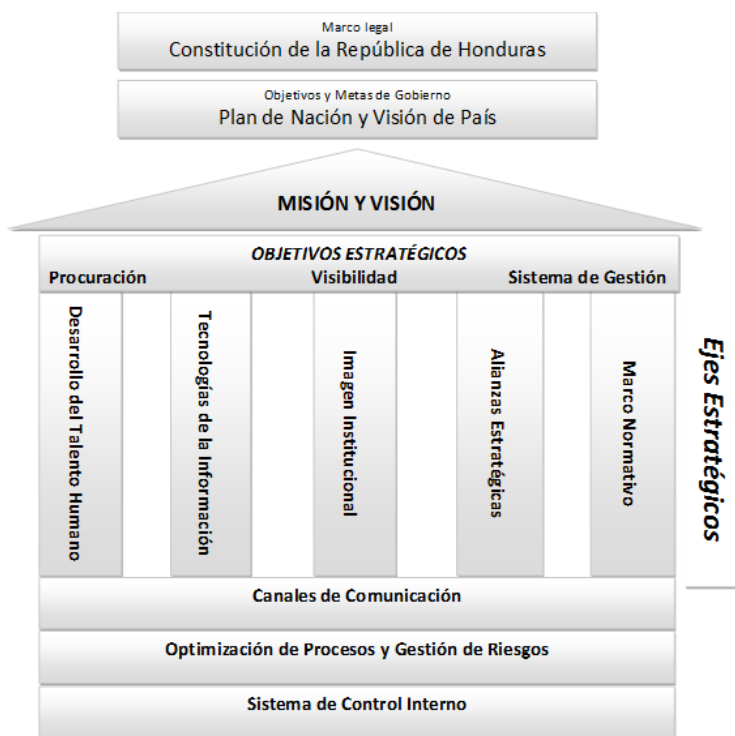 Marco legal
Constitución de la República de Honduras
Objetivos y Metas de Gobierno
Plan de Nación y Visión de País
MISIÓN Y VISIÓN
OBJETIVOS ESTRATÉGICOS
Procuración Visibilidad Sistema de Gestión
Desarrollo del Talento Humano
Tecnologías de la Información
Imagen Institucional
Alianzas Estratégicas
Marco Normativo
Ejes Estratégicos
Canales de Comunicación
Optimización de Procesos y Gestión de Riesgos
Sistema de Control Interno